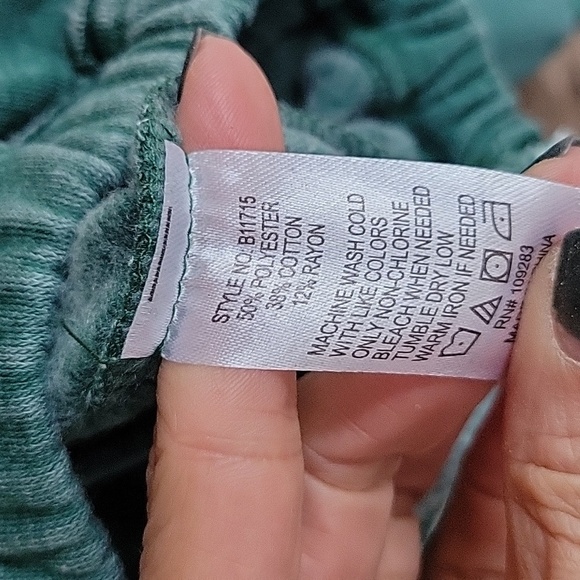 STYLE NO. B11715
50% POLYESTER
38% COTTON
12% RAYON
MACHINE WASH COLD
WITH LIKE COLORS
ONLY NON-CHLORINE
BLEACH WHEN NEEDED
TUMBLE DRY LOW
WARM IRON IF NEEDED
RN# 109283